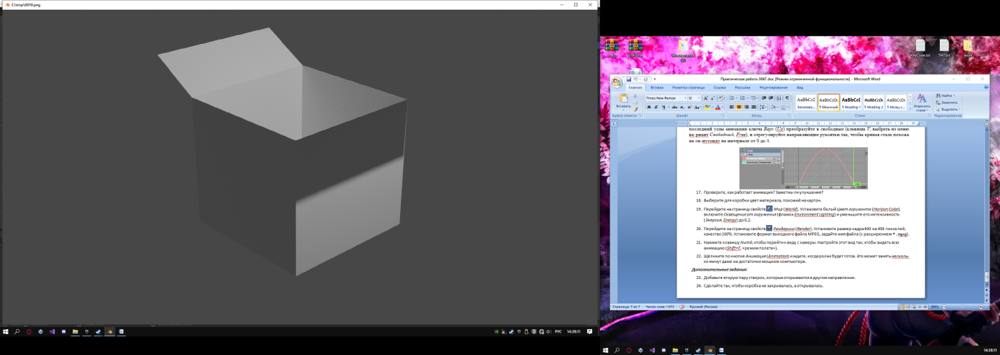 C:\tmp\0019.png
РУС
14:38:11
KeyCode.txt
597.txt
work
Практическая работа ЗбКГ.doc [Режим ограниченной функциональности] - Microsoft Word
Главная
Вставка
Разметка страницы
Ссылки
Рассылки
Рецензирование
Вид
Вставить
Times New Roman
12
AaBbCcI
AaBbCcDc
AaBbCcI
AaBbCcDc
AaBbCcDc
Заголово...
¶ Обычный
¶ Heading 1
¶ Heading 2
¶ Абзац с...
Изменить стили
Найти
Заменить
Выделить
Буфер обмена
Шрифт
Абзац
Стили
Редактирование
последний узлы анимации ключа Верх (Up) преобразуйте в свободные (клавиша V, выбрать из меню
ва-риант Свободный, Free), и отрегулируйте направляющие рукоятки так, чтобы кривая стала похожа
на си-нусоиду на интервале от 0 до π.
17. Проверьте, как работает анимация? Заметны ли улучшения?
18. Выберите для коробки цвет материала, похожий на картон.
19. Перейдите на страницу свойств Мир (World). Установите белый Цвет горизонта (Horizon Color),
включите Освещение от окружения (флажок Environment Lighting) и уменьшите его интенсивность
(Энергия, Energy) до 0,2.
20. Перейдите на страницу свойств Рендеринг (Render). Установите размер кадра 400 на 400 пикселей,
качество 100%. Установите формат выходного файла MPEG, задайте имя файла (с расширением *.mpg).
21. Нажмите клавишу Num0, чтобы перейти к виду с камеры. Настройте этот вид так, чтобы видеть всю
анимацию (Shift+F, «режим полета»).
22. Щёлкните по кнопке Анимация (Animation) и ждите, когда ролик будет готов. Это может занять несколь-
ко минут даже на достаточно мощном компьютере.
Дополнительные задания:
23. Добавьте вторую пару створок, которые открываются в другом направлении.
24. Сделайте так, чтобы коробка не закрывалась, а открывалась.
Страница: 7 из 7
Число слов: 1 673
Русский (Россия)
100%
14:38:11